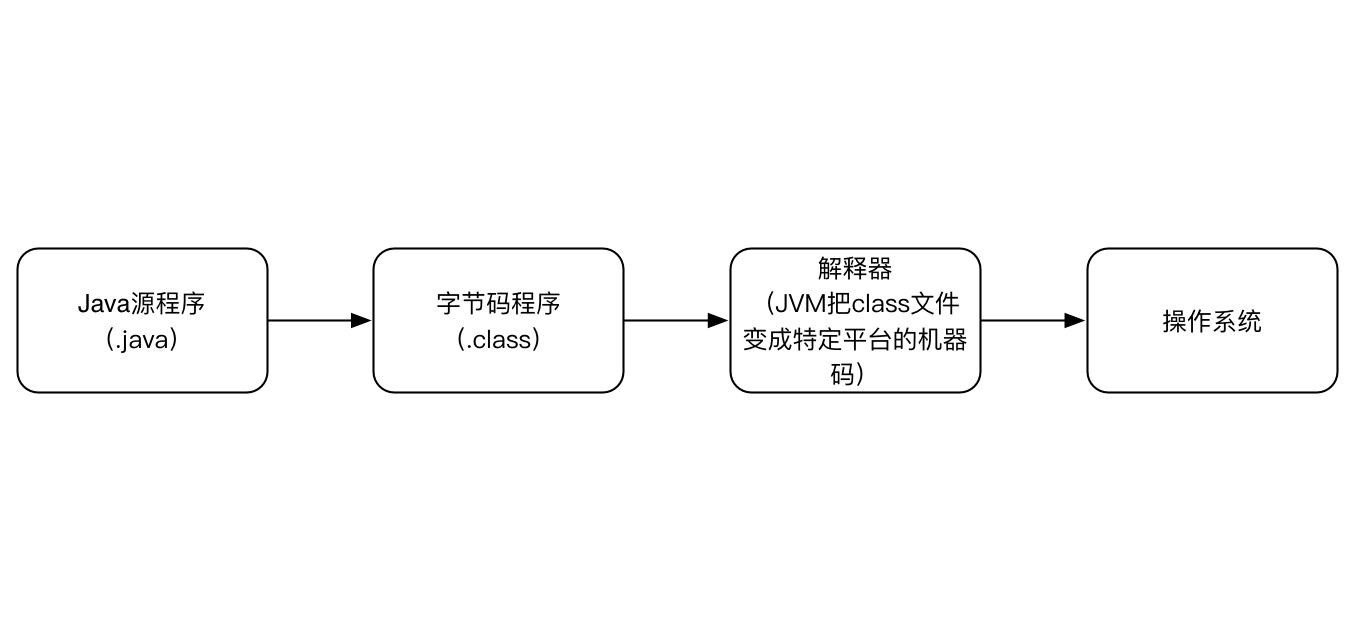 Java源程序
（.java）
字节码程序
（.class）
解释器
（JVM把class文件
变成特定平台的机器
码）
操作系统